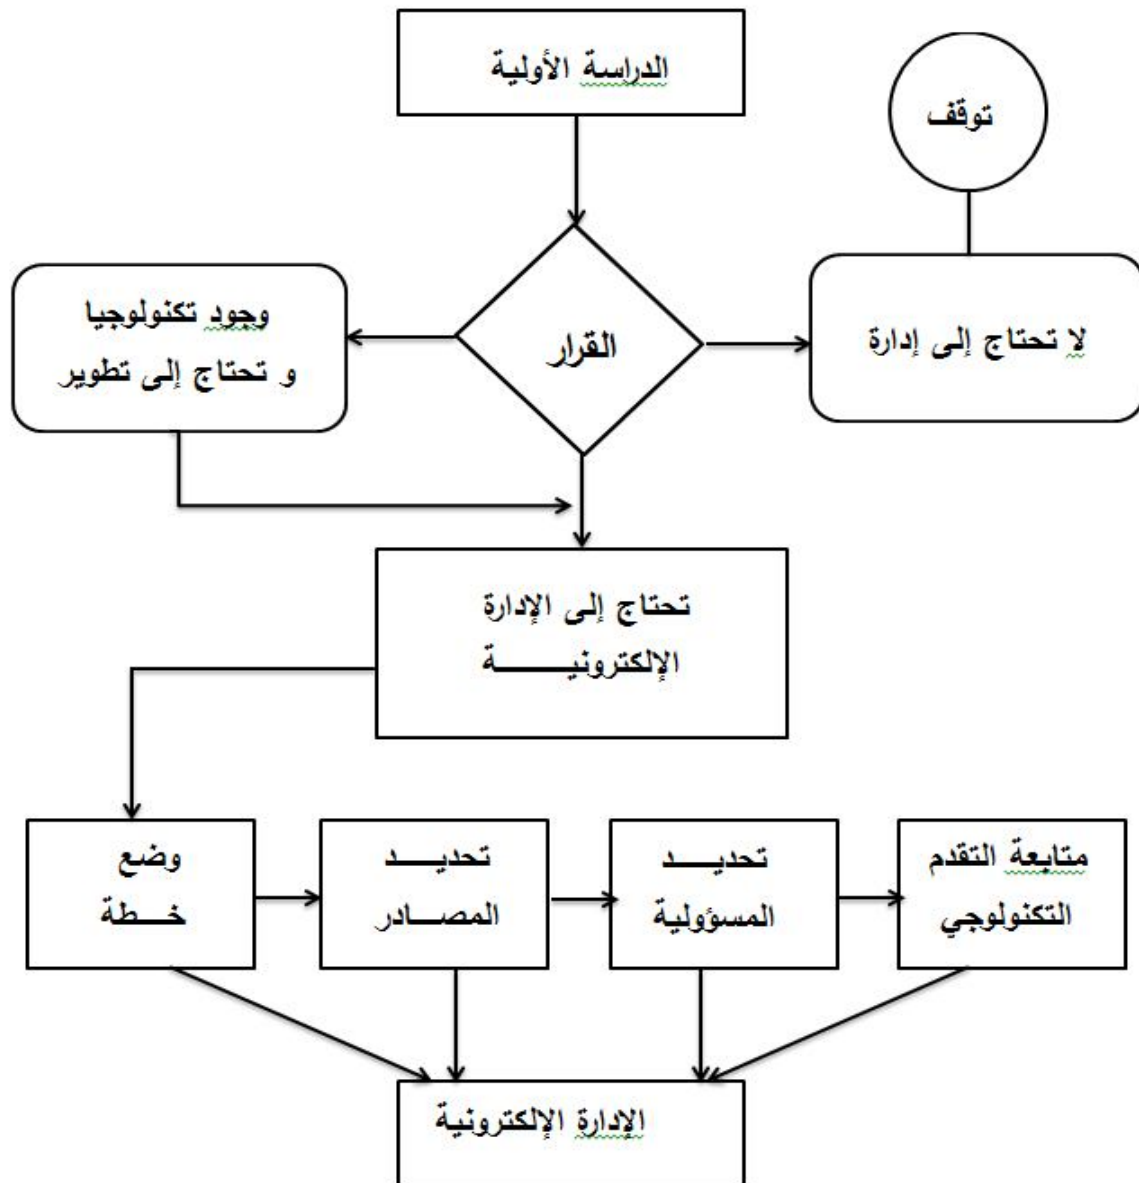 الدراسة الأولية
توقف
وجود تكنولوجيا
و تحتاج إلى تطوير
القرار
لا تحتاج إلى إدارة
تحتاج إلى الإدارة
الإلكترونيـــــــة
وضع
خـــطة
تحديـــد
المصـــادر
تحديـــد
المسؤولية
متابعة التقدم
التكنولوجي
الإدارة الإلكترونية